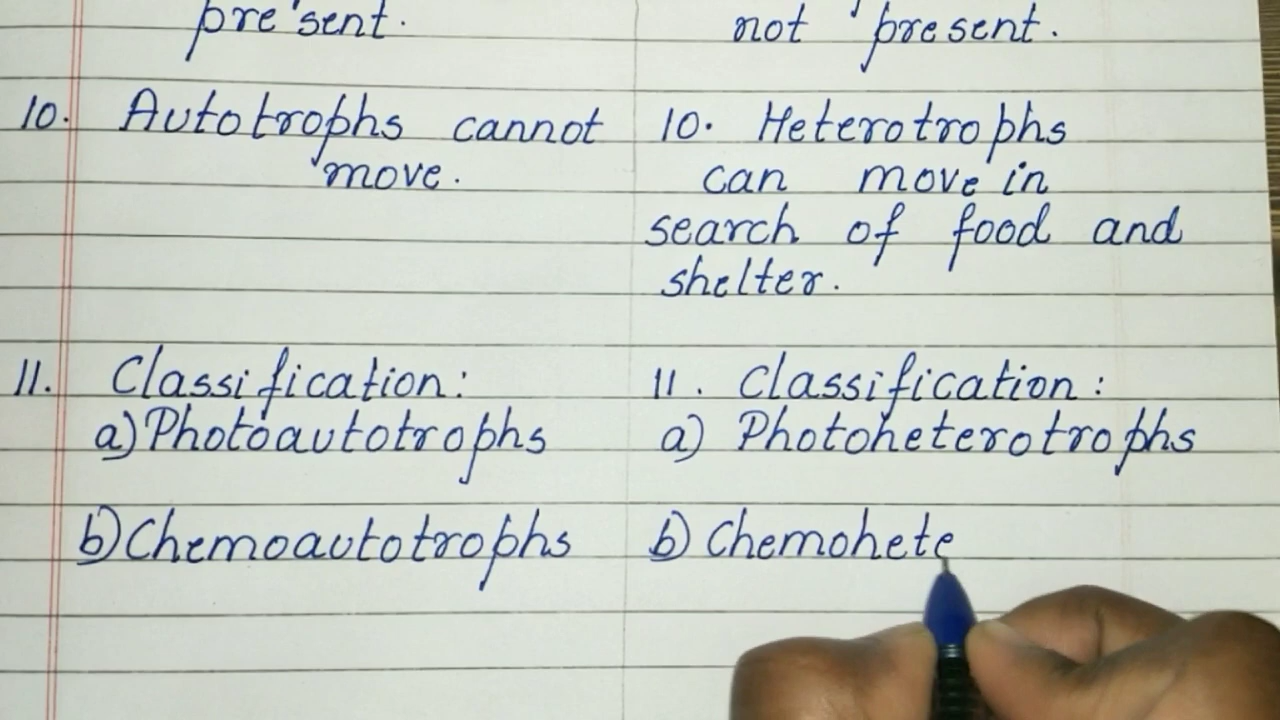 present.
10. Autotrophs cannot
move.
11. Classification:
a) Photoautotrophs
b) Chemoautotrophs
not present.
10. Heterotrophs
can move in
search of food and
shelter.
11. Classification:
a) Photoheterotrophs
b) Chemohete